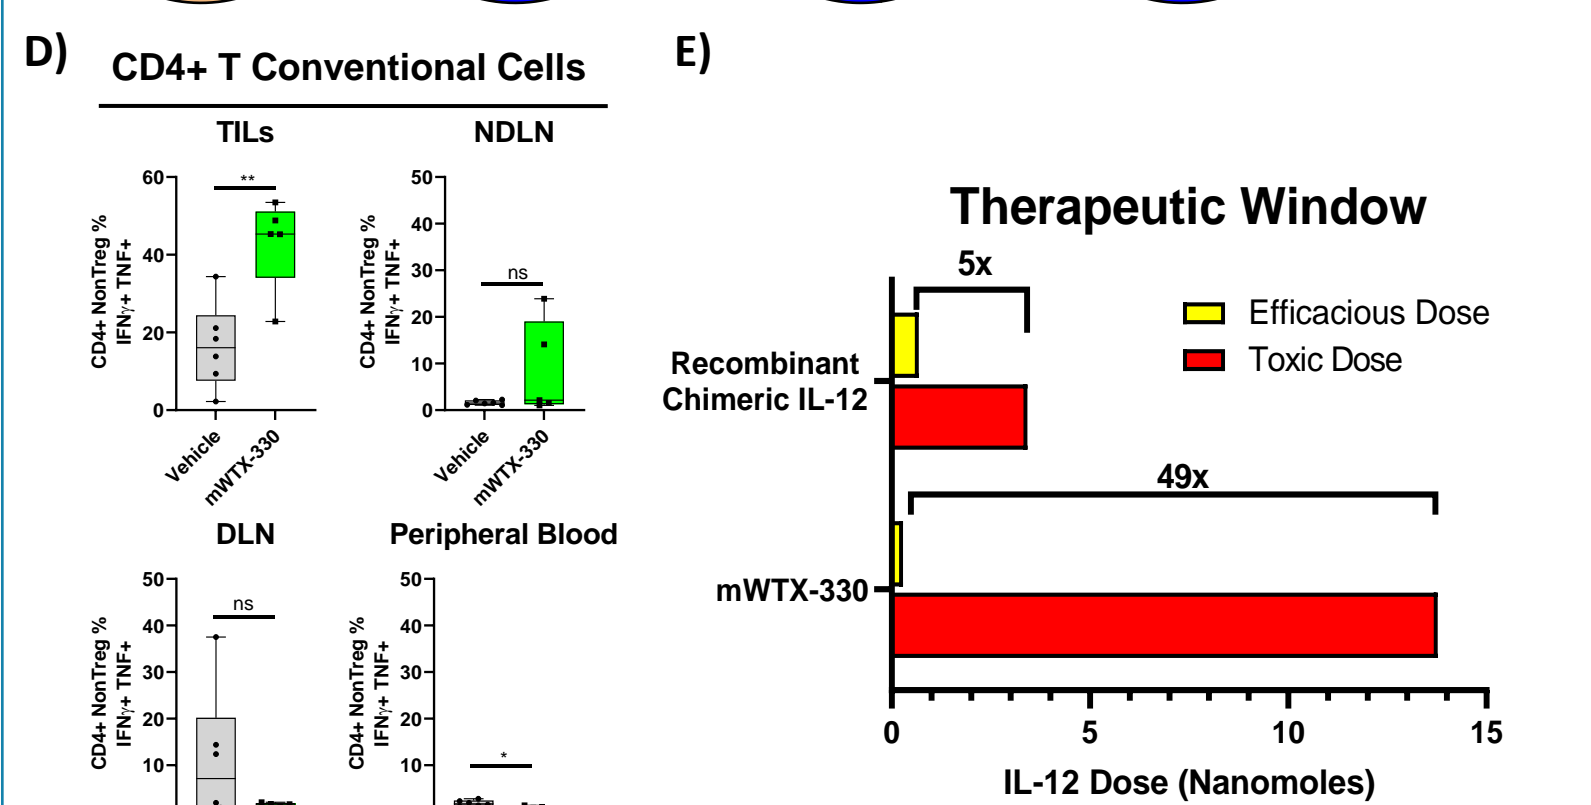 D)
CD4+ T Conventional Cells
TILs
CD4+ NonTreg %
IFNγ+ TNF+
60
40
20
0
**
Vehicle
mWTX-330
NDLN
CD4+ NonTreg %
IFNγ+ TNF+
50
40
30
20
10
0
ns
Vehicle
mWTX-330
DLN
CD4+ NonTreg %
IFNγ+ TNF+
50
40
30
20
10
ns
Peripheral Blood
CD4+ NonTreg %
IFNγ+ TNF+
50
40
30
20
10
*
E)
Therapeutic Window
5x
Efficacious Dose
Toxic Dose
Recombinant
Chimeric IL-12
49x
mWTX-330
0 5 10 15
IL-12 Dose (Nanomoles)